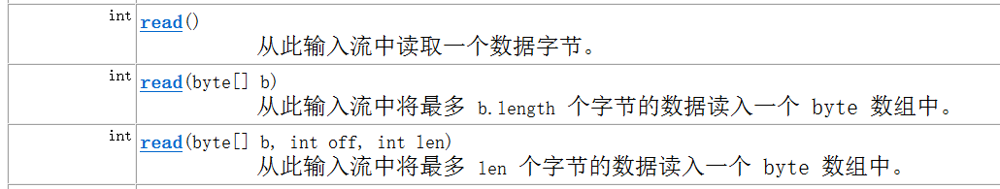 int read()
从此输入流中读取一个数据字节。
int read(byte[] b)
从此输入流中将最多 b.length 个字节的数据读入一个 byte 数组中。
int read(byte[] b, int off, int len)
从此输入流中将最多 len 个字节的数据读入一个 byte 数组中。